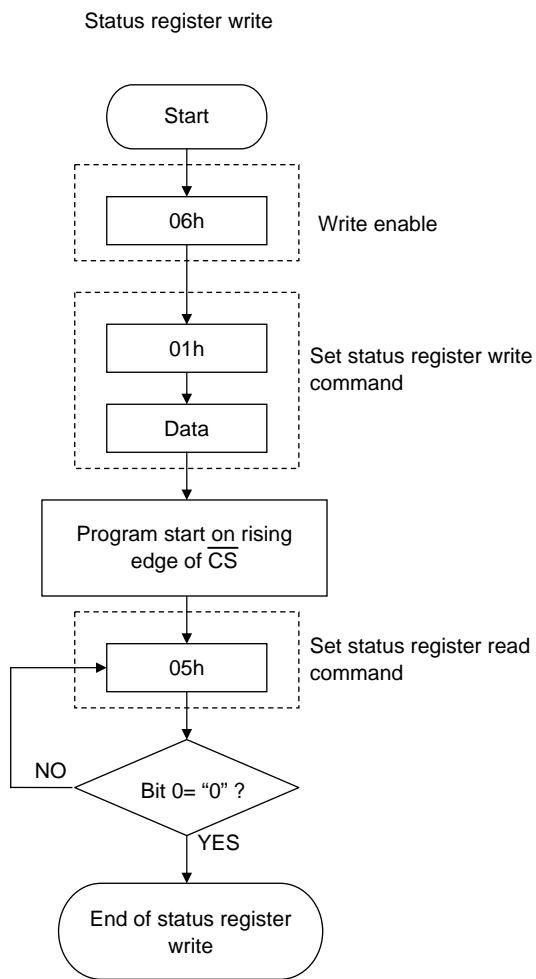 Status register write
Start
06h
Write enable
01h
Set status register write
command
Data
Program start on rising
edge of C̅S̅
05h
Set status register read
command
NO
Bit 0= “0” ?
YES
End of status register
write